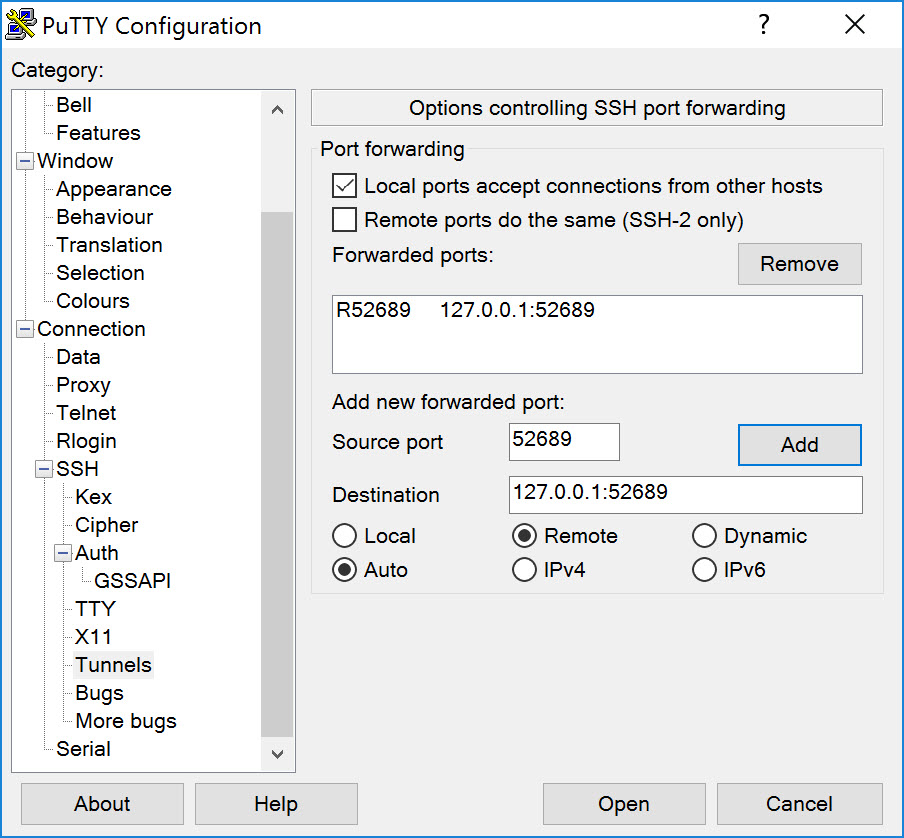 PuTTY Configuration
?
Category:
Bell
Features
Window
Appearance
Behaviour
Translation
Selection
Colours
Connection
Data
Proxy
Telnet
Rlogin
SSH
Kex
Cipher
Auth
GSSAPI
TTY
X11
Tunnels
Bugs
More bugs
Serial
Options controlling SSH port forwarding
Port forwarding
Local ports accept connections from other hosts
Remote ports do the same (SSH-2 only)
Forwarded ports:
Remove
R52689 127.0.0.1:52689
Add new forwarded port:
Source port 52689 Add
Destination 127.0.0.1:52689
Local Remote Dynamic
Auto IPv4 IPv6
About Help Open Cancel